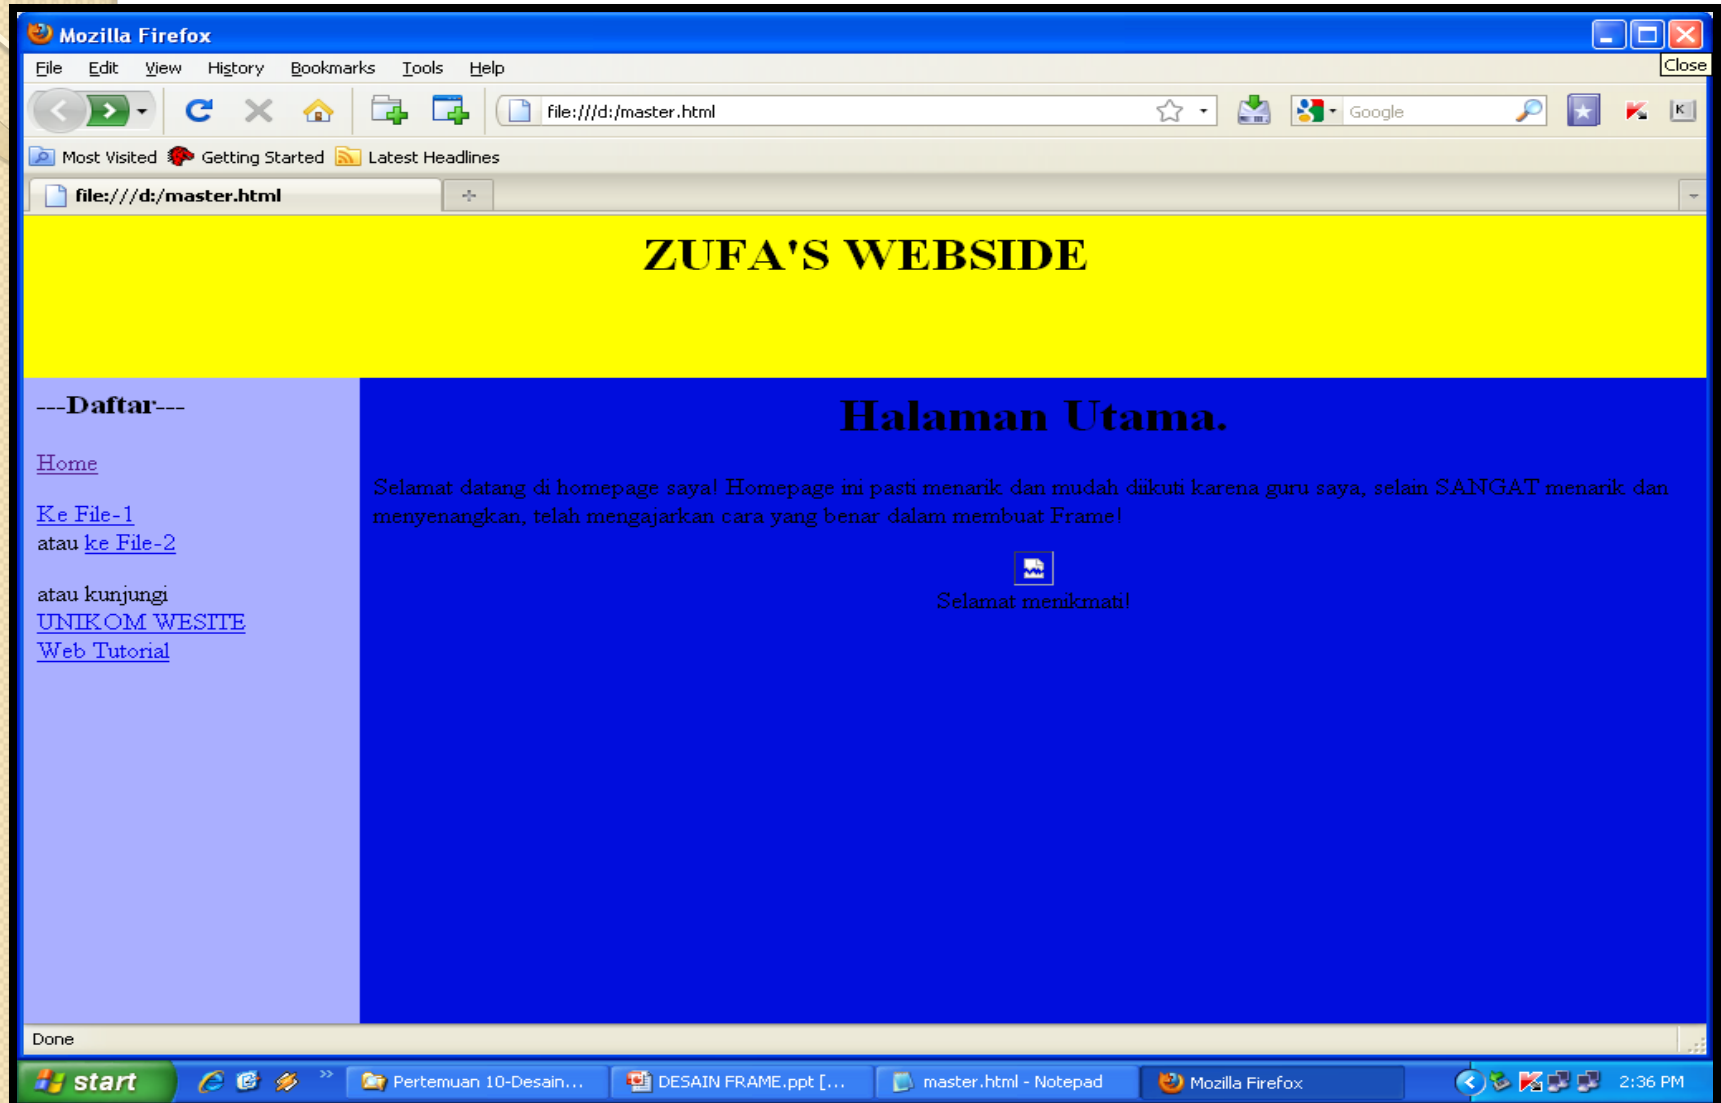 Mozilla Firefox
File Edit View History Bookmarks Tools Help
Close
file:///d:/master.html
Google
K
Most Visited Getting Started Latest Headlines
file:///d:/master.html
ZUFA'S WEBSIDE
---Daftar---
Home
Ke File-1
atau ke File-2
atau kunjungi
UNIKOM WESITE
Web Tutorial
Halaman Utama.
Selamat datang di homepage saya! Homepage ini pasti menarik dan mudah diikuti karena guru saya, selain SANGAT menarik dan
menyenangkan, telah mengajarkan cara yang benar dalam membuat Frame!
Selamat menikmati!
Done
start
Pertemuan 10-Desain...
DESAIN FRAME.ppt [...
master.html - Notepad
Mozilla Firefox
2:36 PM